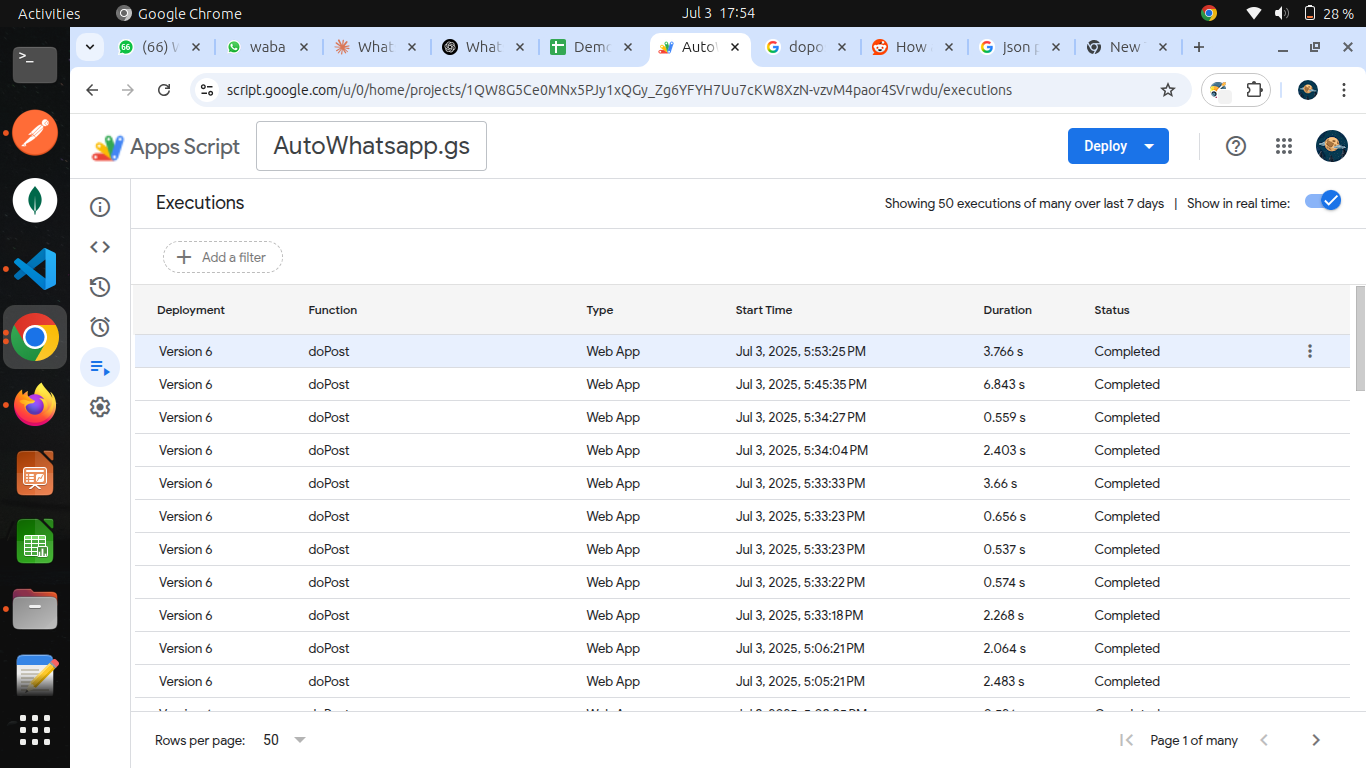 Activities Google Chrome Jul 3 17:54 28 %
(66) W waba What What Demo AutoW dopo How Json p New
script.google.com/u/0/home/projects/1QW8G5Ce0MNx5PJy1xQGy_Zg6YFYH7Uu7cKW8XzN-vzvM4paor4SVrwdu/executions
Apps Script AutoWhatsapp.gs Deploy
Executions Showing 50 executions of many over last 7 days | Show in real time:
Add a filter
Deployment Function Type Start Time Duration Status
Version 6 doPost Web App Jul 3, 2025, 5:53:25 PM 3.766 s Completed
Version 6 doPost Web App Jul 3, 2025, 5:45:35 PM 6.843 s Completed
Version 6 doPost Web App Jul 3, 2025, 5:34:27 PM 0.559 s Completed
Version 6 doPost Web App Jul 3, 2025, 5:34:04 PM 2.403 s Completed
Version 6 doPost Web App Jul 3, 2025, 5:33:33 PM 3.66 s Completed
Version 6 doPost Web App Jul 3, 2025, 5:33:23 PM 0.656 s Completed
Version 6 doPost Web App Jul 3, 2025, 5:33:23 PM 0.537 s Completed
Version 6 doPost Web App Jul 3, 2025, 5:33:22 PM 0.574 s Completed
Version 6 doPost Web App Jul 3, 2025, 5:33:18 PM 2.268 s Completed
Version 6 doPost Web App Jul 3, 2025, 5:06:21 PM 2.064 s Completed
Version 6 doPost Web App Jul 3, 2025, 5:05:21 PM 2.483 s Completed
Rows per page: 50 Page 1 of many